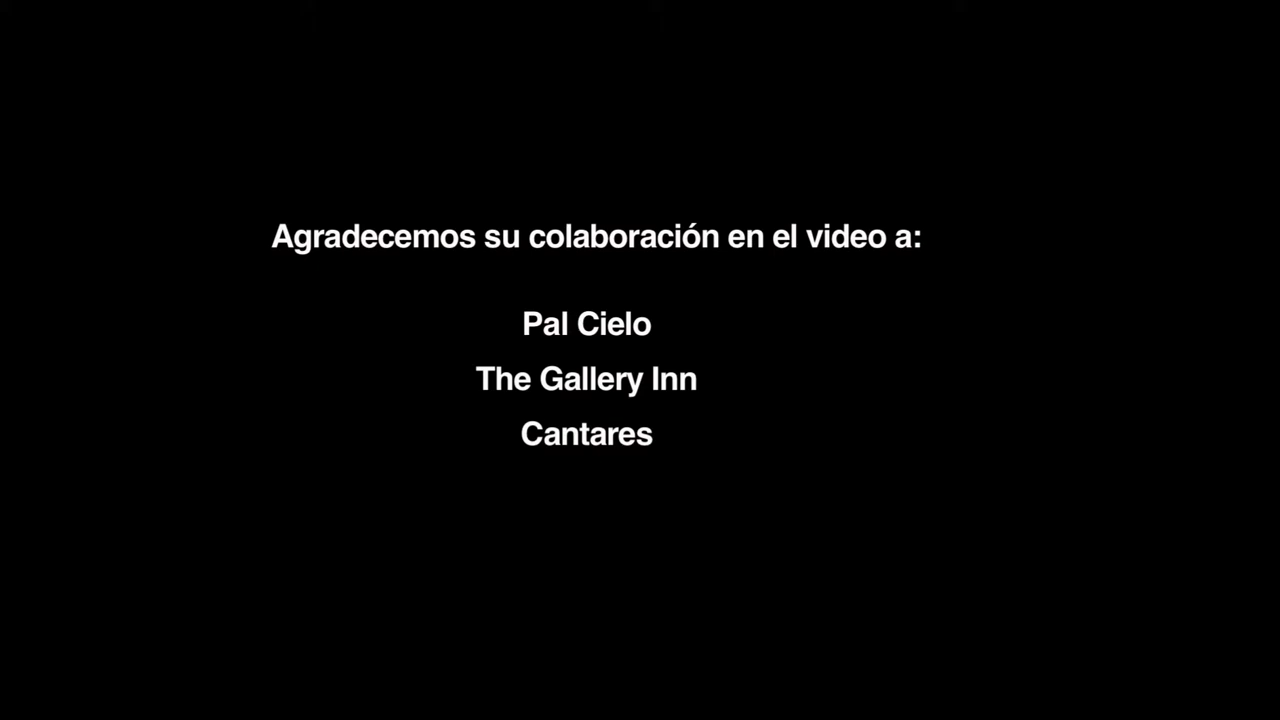 Agradecemos su colaboración en el video a:
Pal Cielo
The Gallery Inn
Cantares